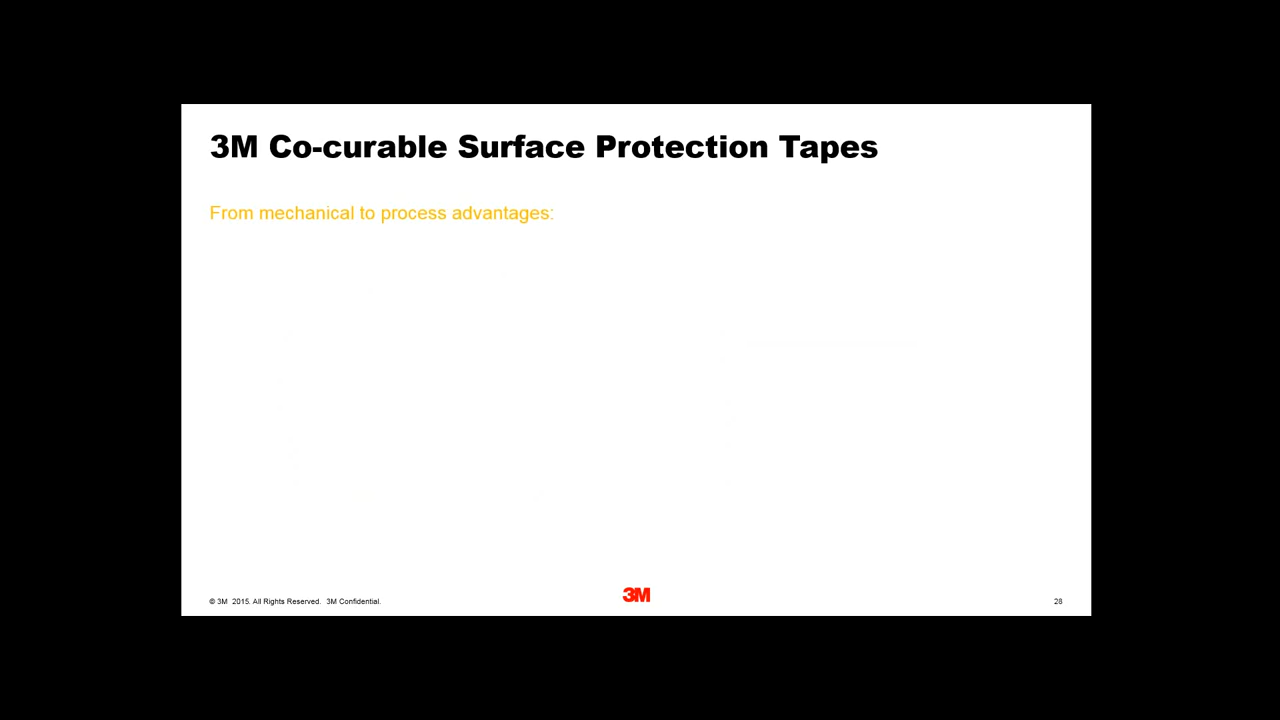 3M Co-curable Surface Protection Tapes
From mechanical to process advantages:
© 3M 2015. All Rights Reserved. 3M Confidential.
3M
28